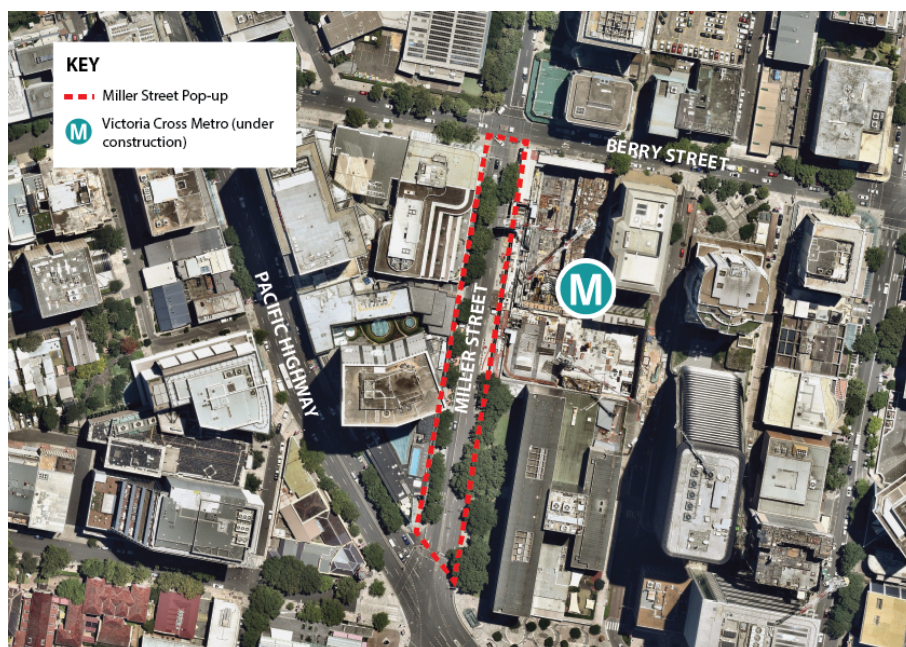 KEY
Miller Street Pop-up
M Victoria Cross Metro (under
construction)
BERRY STREET
M
PACIFIC HIGHWAY
MILLER STREET